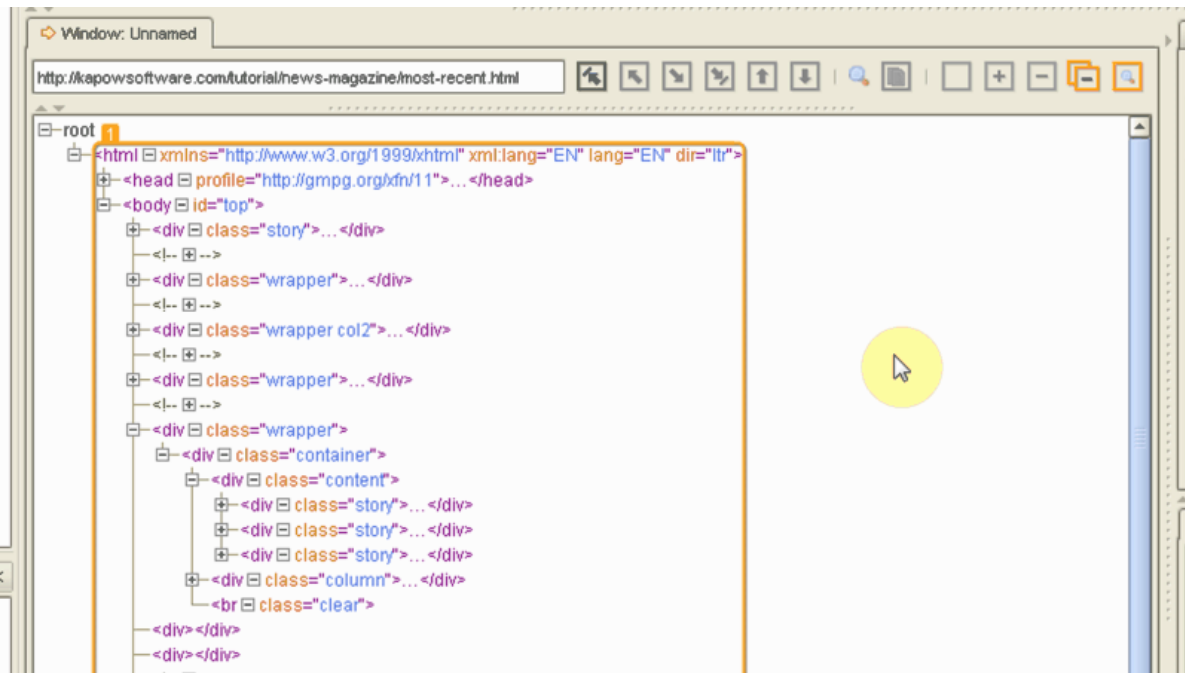 Window: Unnamed
http://kapowsoftware.com/tutorial/news-magazine/most-recent.html
root 1
<html xmlns="http://www.w3.org/1999/xhtml" xml:lang="EN" lang="EN" dir="ltr">
<head profile="http://gmpg.org/xfn/11">...</head>
<body id="top">
<div class="story">...</div>
<!-- -->
<div class="wrapper">...</div>
<!-- -->
<div class="wrapper col2">...</div>
<!-- -->
<div class="wrapper">...</div>
<!-- -->
<div class="wrapper">
<div class="container">
<div class="content">
<div class="story">...</div>
<div class="story">...</div>
<div class="story">...</div>
<div class="column">...</div>
<br class="clear">
<div></div>
<div></div>